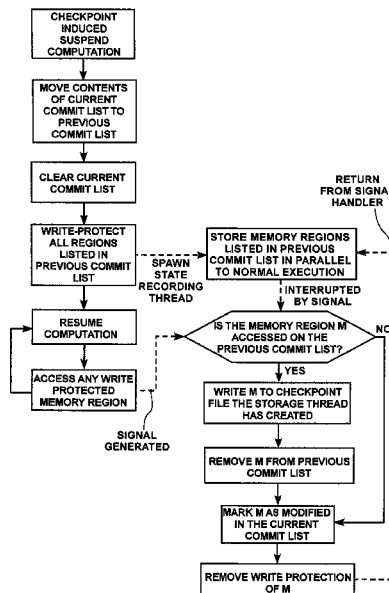 CHECKPOINT
INDUCED
SUSPEND
COMPUTATION
MOVE CONTENTS
OF CURRENT
COMMIT LIST TO
PREVIOUS
COMMIT LIST
CLEAR CURRENT
COMMIT LIST
WRITE-PROTECT
ALL REGIONS
LISTED IN
PREVIOUS COMMIT
LIST
SPAWN
STATE
RECORDING
THREAD
RESUME
COMPUTATION
ACCESS ANY WRITE
PROTECTED
MEMORY REGION
SIGNAL
GENERATED
RETURN
FROM SIGNAL
HANDLER
STORE MEMORY REGIONS
LISTED IN PREVIOUS
COMMIT LIST IN PARALLEL
TO NORMAL EXECUTION
INTERRUPTED
BY SIGNAL
IS THE MEMORY REGION M
ACCESSED ON THE
PREVIOUS COMMIT LIST?
NO
YES
WRITE M TO CHECKPOINT
FILE THE STORAGE THREAD
HAS CREATED
REMOVE M FROM PREVIOUS
COMMIT LIST
MARK M AS MODIFIED
IN THE CURRENT
COMMIT LIST
REMOVE WRITE PROTECTION
OF M